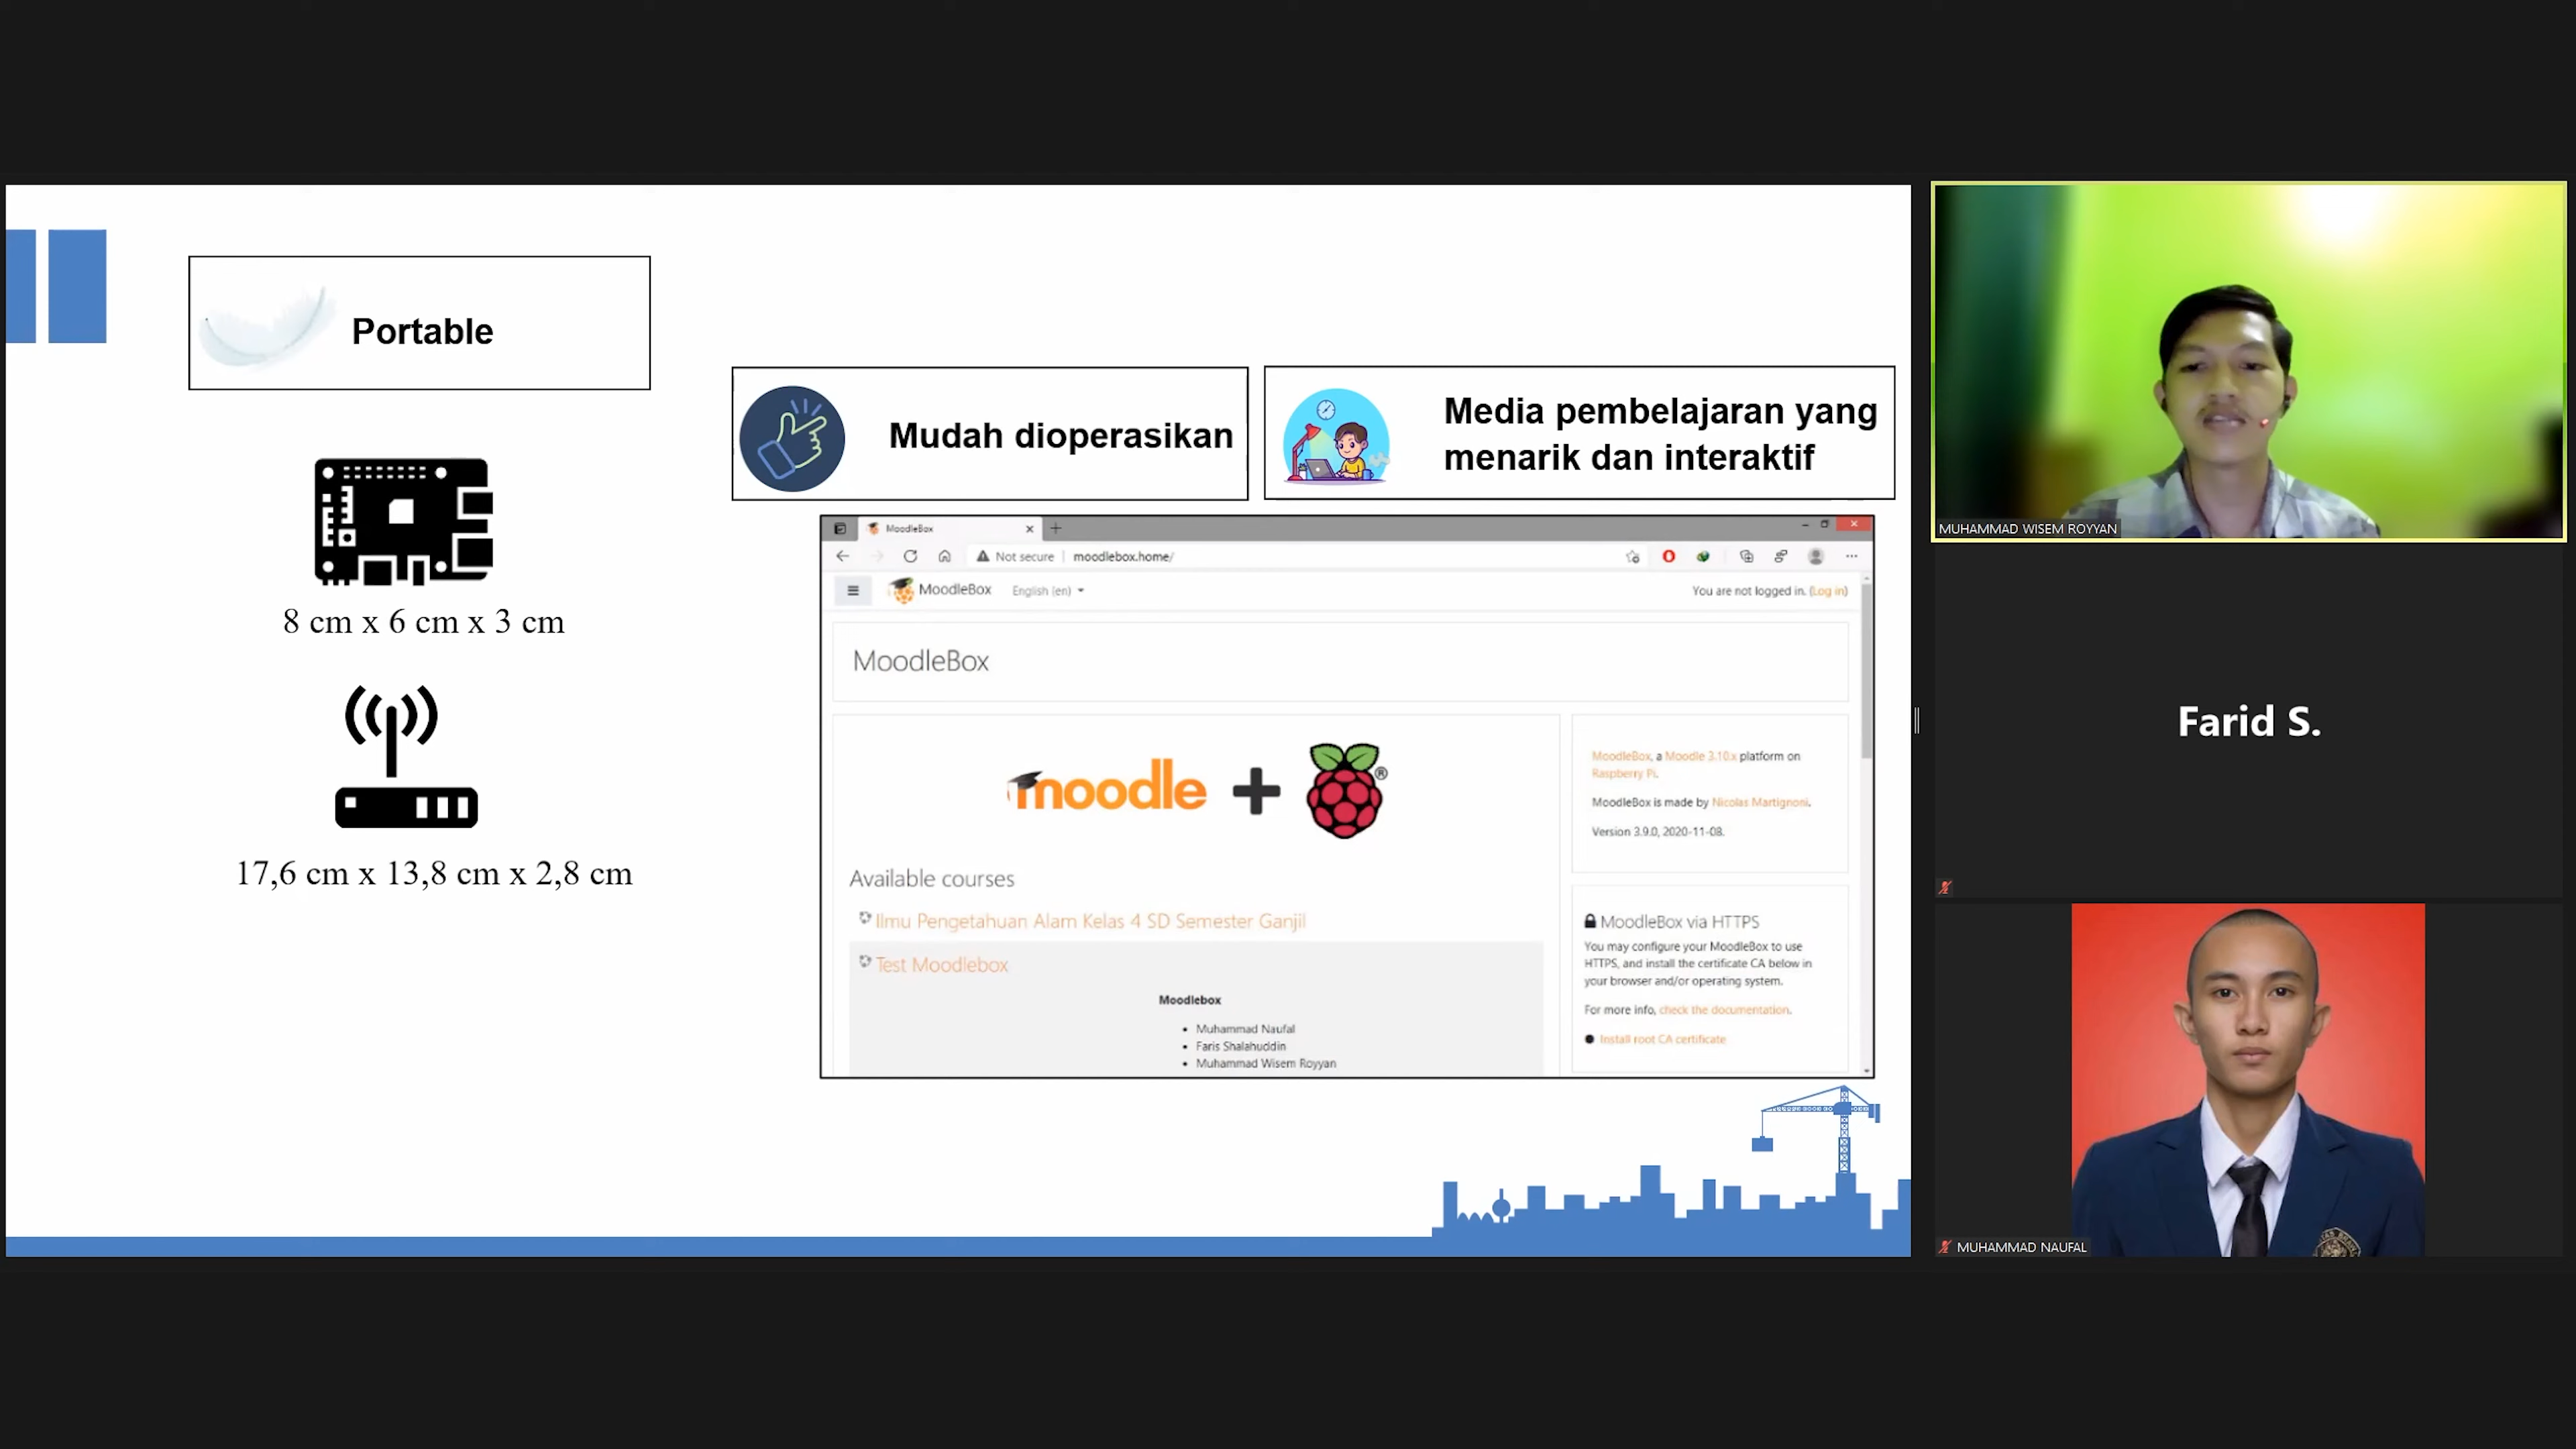 Portable
8 cm x 6 cm x 3 cm
17,6 cm x 13,8 cm x 2,8 cm
Mudah dioperasikan
Media pembelajaran yang
menarik dan interaktif
MoodleBox
Not secure | moodlebox.home/
MoodleBox English (en)
You are not logged in. (Log in)
MoodleBox
moodle + ®
Available courses
Ilmu Pengetahuan Alam Kelas 4 SD Semester Ganjil
Test Moodlebox
Moodlebox
• Muhammad Naufal
• Faris Shalahuddin
• Muhammad Wisem Royyan
MoodleBox, a Moodle 3.10.x platform on
Raspberry Pi.
MoodleBox is made by Nicolas Martignoni.
Version 3.9.0, 2020-11-08.
MoodleBox via HTTPS
You may configure your MoodleBox to use
HTTPS, and install the certificate CA below in
your browser and/or operating system.
For more info, check the documentation.
Install root CA certificate
MUHAMMAD WISEM ROYYAN
Farid S.
MUHAMMAD NAUFAL